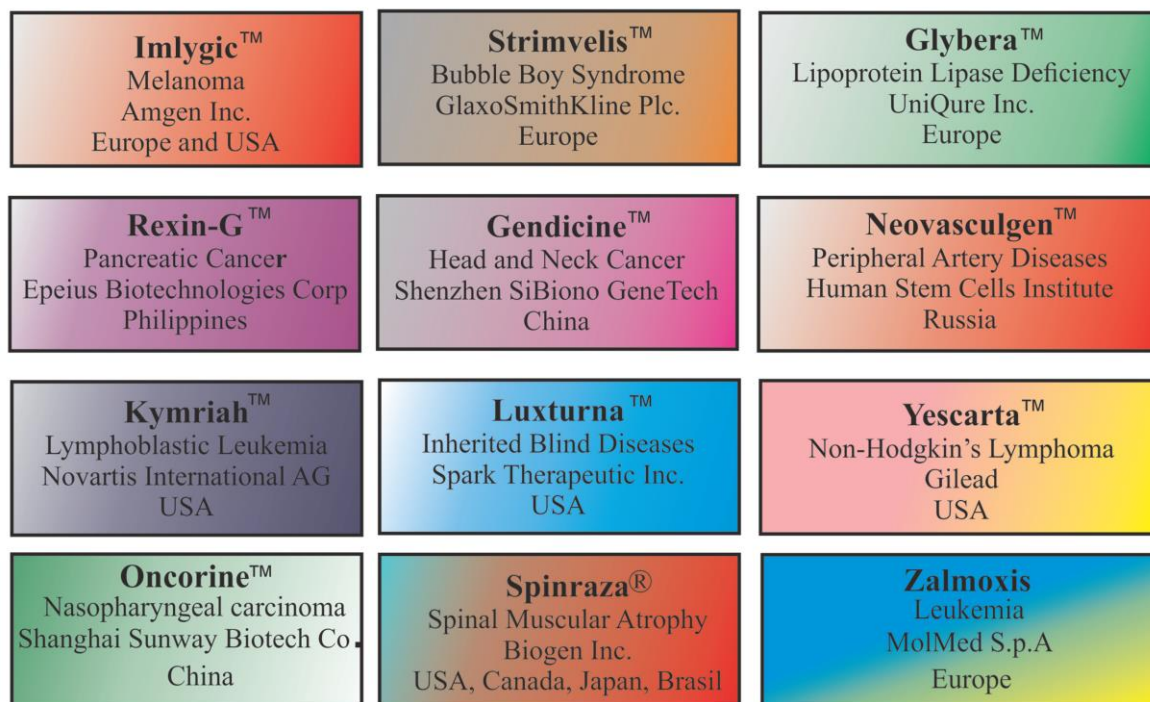 Imlygic™
Melanoma
Amgen Inc.
Europe and USA
Strimvelis™
Bubble Boy Syndrome
GlaxoSmithKline Plc.
Europe
Glybera™
Lipoprotein Lipase Deficiency
UniQure Inc.
Europe
Rexin-G™
Pancreatic Cancer
Epeius Biotechnologies Corp
Philippines
Gendicine™
Head and Neck Cancer
Shenzhen SiBiono GeneTech
China
Neovasculgen™
Peripheral Artery Diseases
Human Stem Cells Institute
Russia
Kymriah™
Lymphoblastic Leukemia
Novartis International AG
USA
Luxturna™
Inherited Blind Diseases
Spark Therapeutic Inc.
USA
Yescarta™
Non-Hodgkin’s Lymphoma
Gilead
USA
Oncorine™
Nasopharyngeal carcinoma
Shanghai Sunway Biotech Co.
China
Spinraza®
Spinal Muscular Atrophy
Biogen Inc.
USA, Canada, Japan, Brasil
Zalmoxis
Leukemia
MolMed S.p.A
Europe